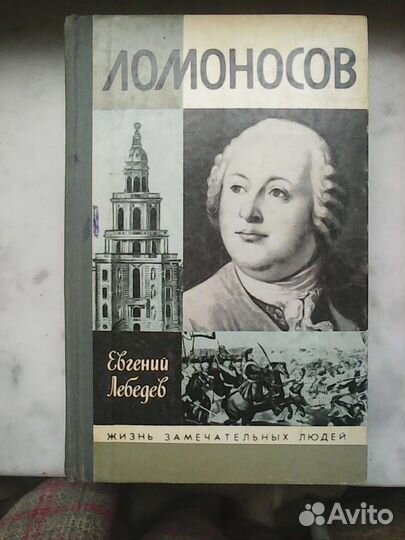 ЛОМОНОСОВ
Евгений
Лебедев
ЖИЗНЬ ЗАМЕЧАТЕЛЬНЫХ ЛЮДЕЙ
Avito